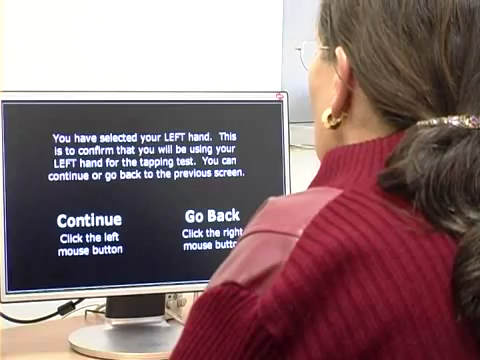 You have selected your LEFT hand. This
is to confirm that you will be using your
LEFT hand for the tapping test. You can
continue or go back to the previous screen.
Continue
Click the left
mouse button
Go Back
Click the right
mouse button